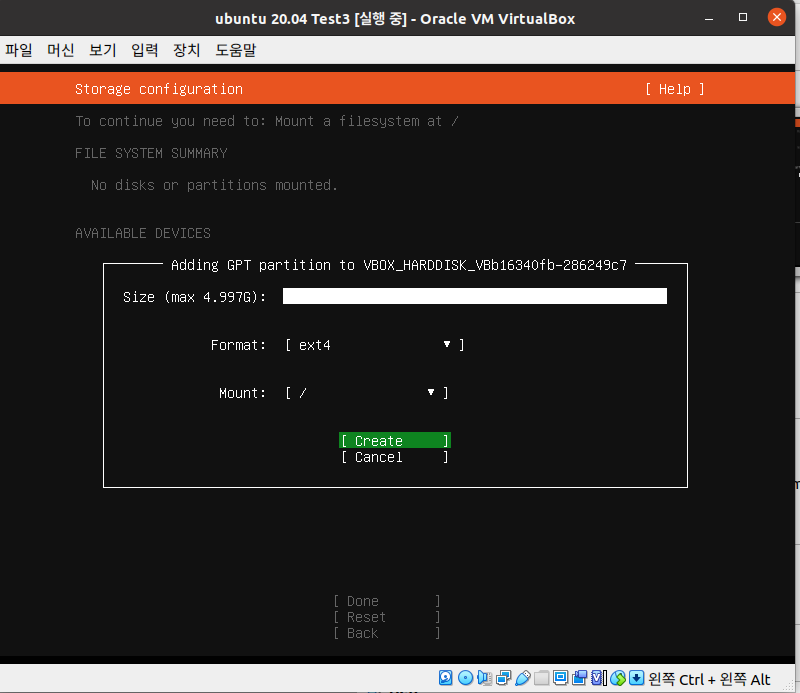 ubuntu 20.04 Test3 [실행 중] - Oracle VM VirtualBox
파일 머신 보기 입력 장치 도움말
Storage configuration [ Help ]
To continue you need to: Mount a filesystem at /
FILE SYSTEM SUMMARY
No disks or partitions mounted.
AVAILABLE DEVICES
Adding GPT partition to VBOX_HARDDISK_VBb16340fb-286249c7
Size (max 4.997G):
Format: [ ext4 ▾ ]
Mount: [ / ▾ ]
[ Create ]
[ Cancel ]
[ Done ]
[ Reset ]
[ Back ]
왼쪽 Ctrl + 왼쪽 Alt